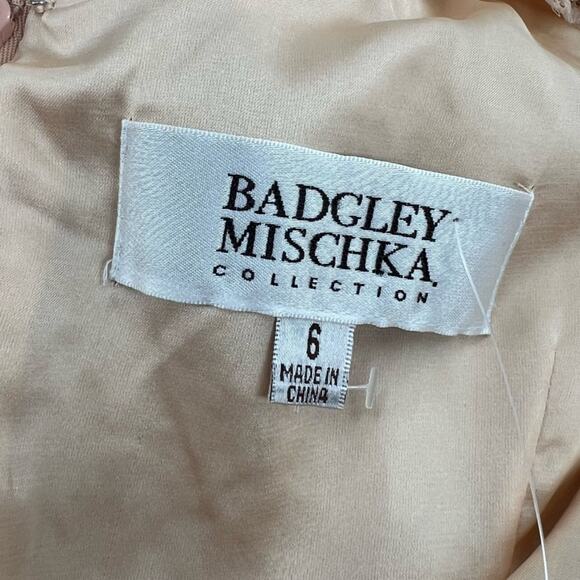 BADGLEY
MISCHKA.
COLLECTION
6
MADE IN
CHINA